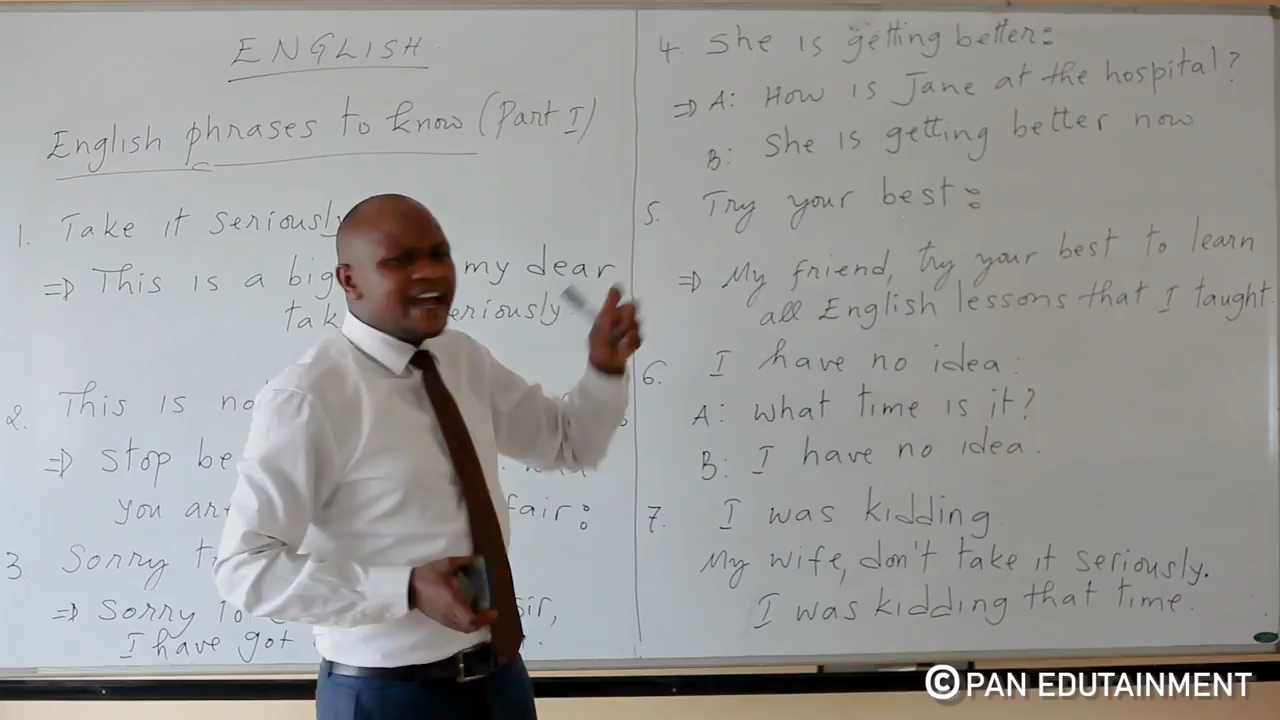 ENGLISH
English phrases to know (Part I)
1. Take it seriously
=> This is a big my dear
seriously
2. This is
=> Stop
you fair:
3. Sorry
=> Sorry to sir,
I have got
4. She is getting better:
=> A: How is Jane at the hospital?
B: She is getting better now.
5. Try your best:
=> My friend, try your best to learn
all English lessons that I taught
6. I have no idea:
A: What time is it?
B: I have no idea.
7. I was kidding.
My wife, don't take it seriously.
I was kidding that time.
© PAN EDUTAINMENT